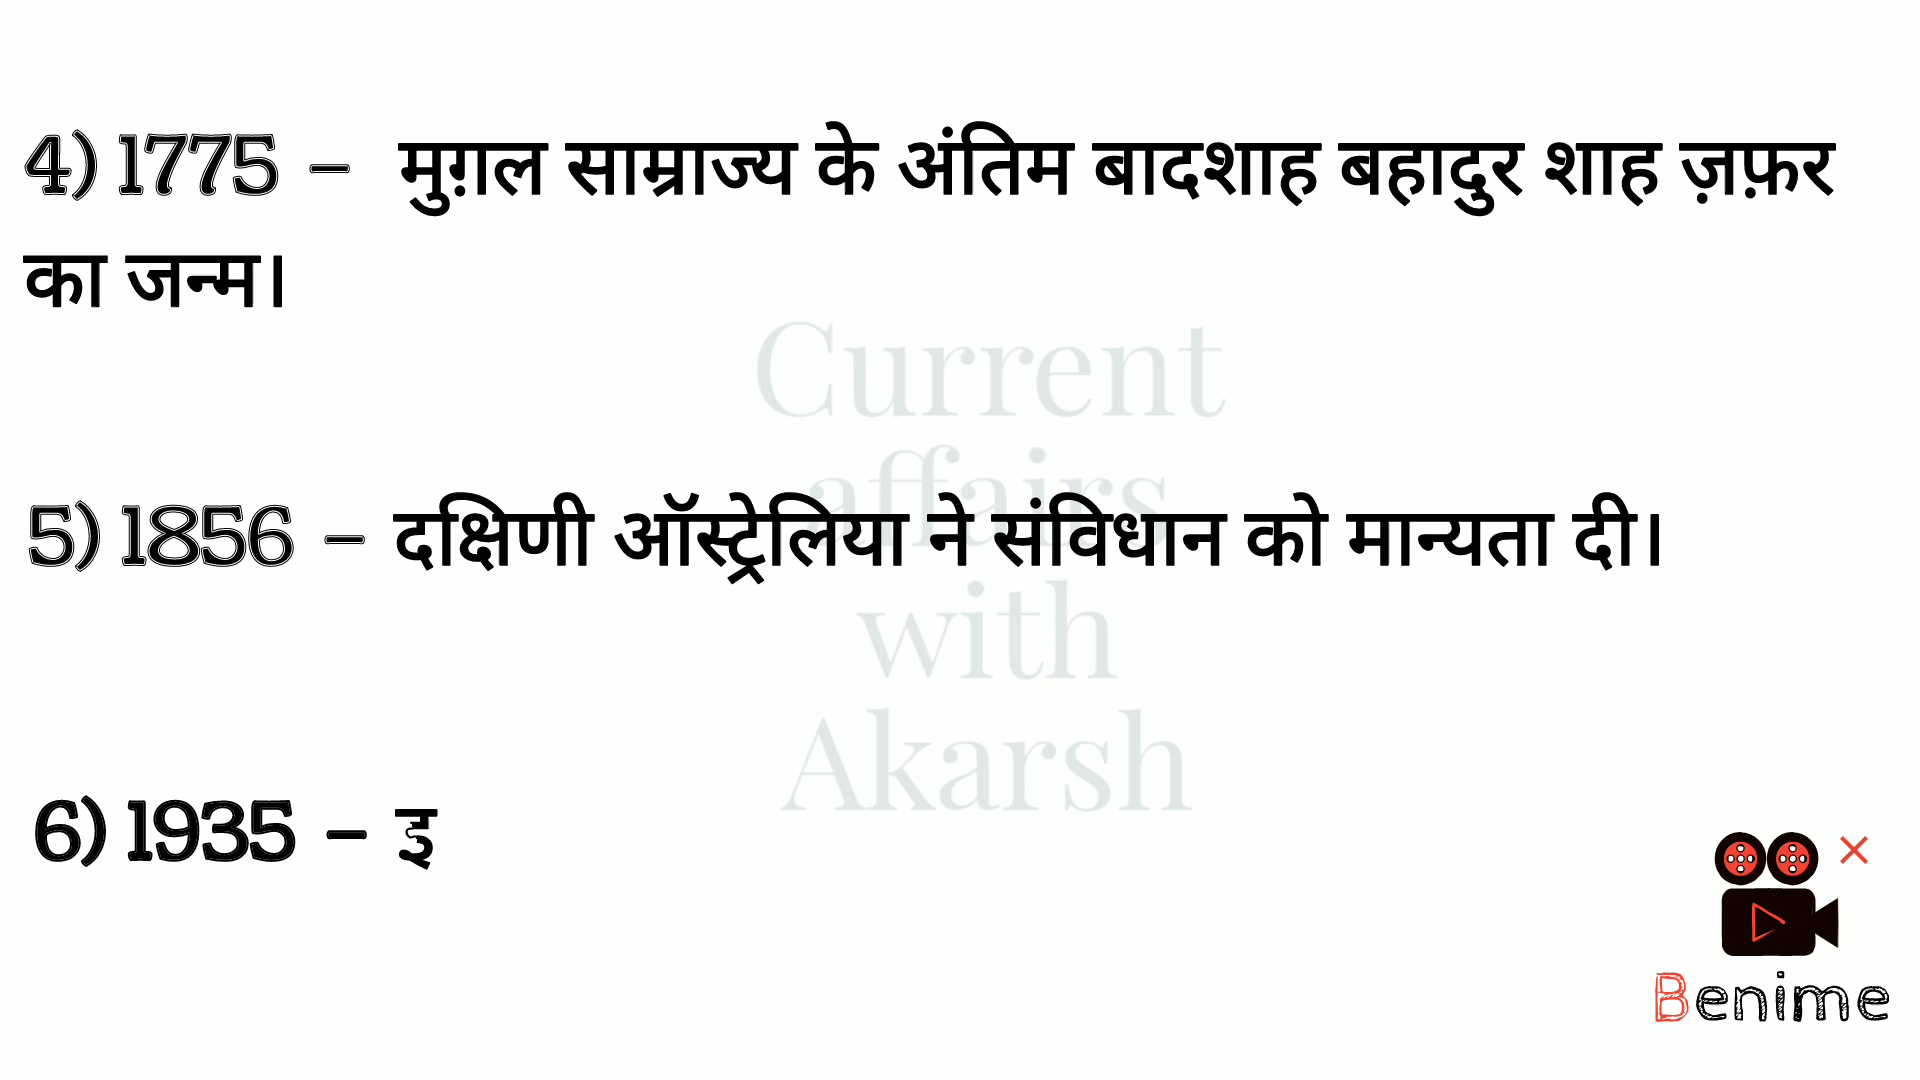 4) 1775 – मुग़ल साम्राज्य के अंतिम बादशाह बहादुर शाह ज़फ़र
का जन्म।
Current
affairs
5) 1856 – दक्षिणी ऑस्ट्रेलिया ने संविधान को मान्यता दी।
with
Akarsh
6) 1935 – इ
Benime